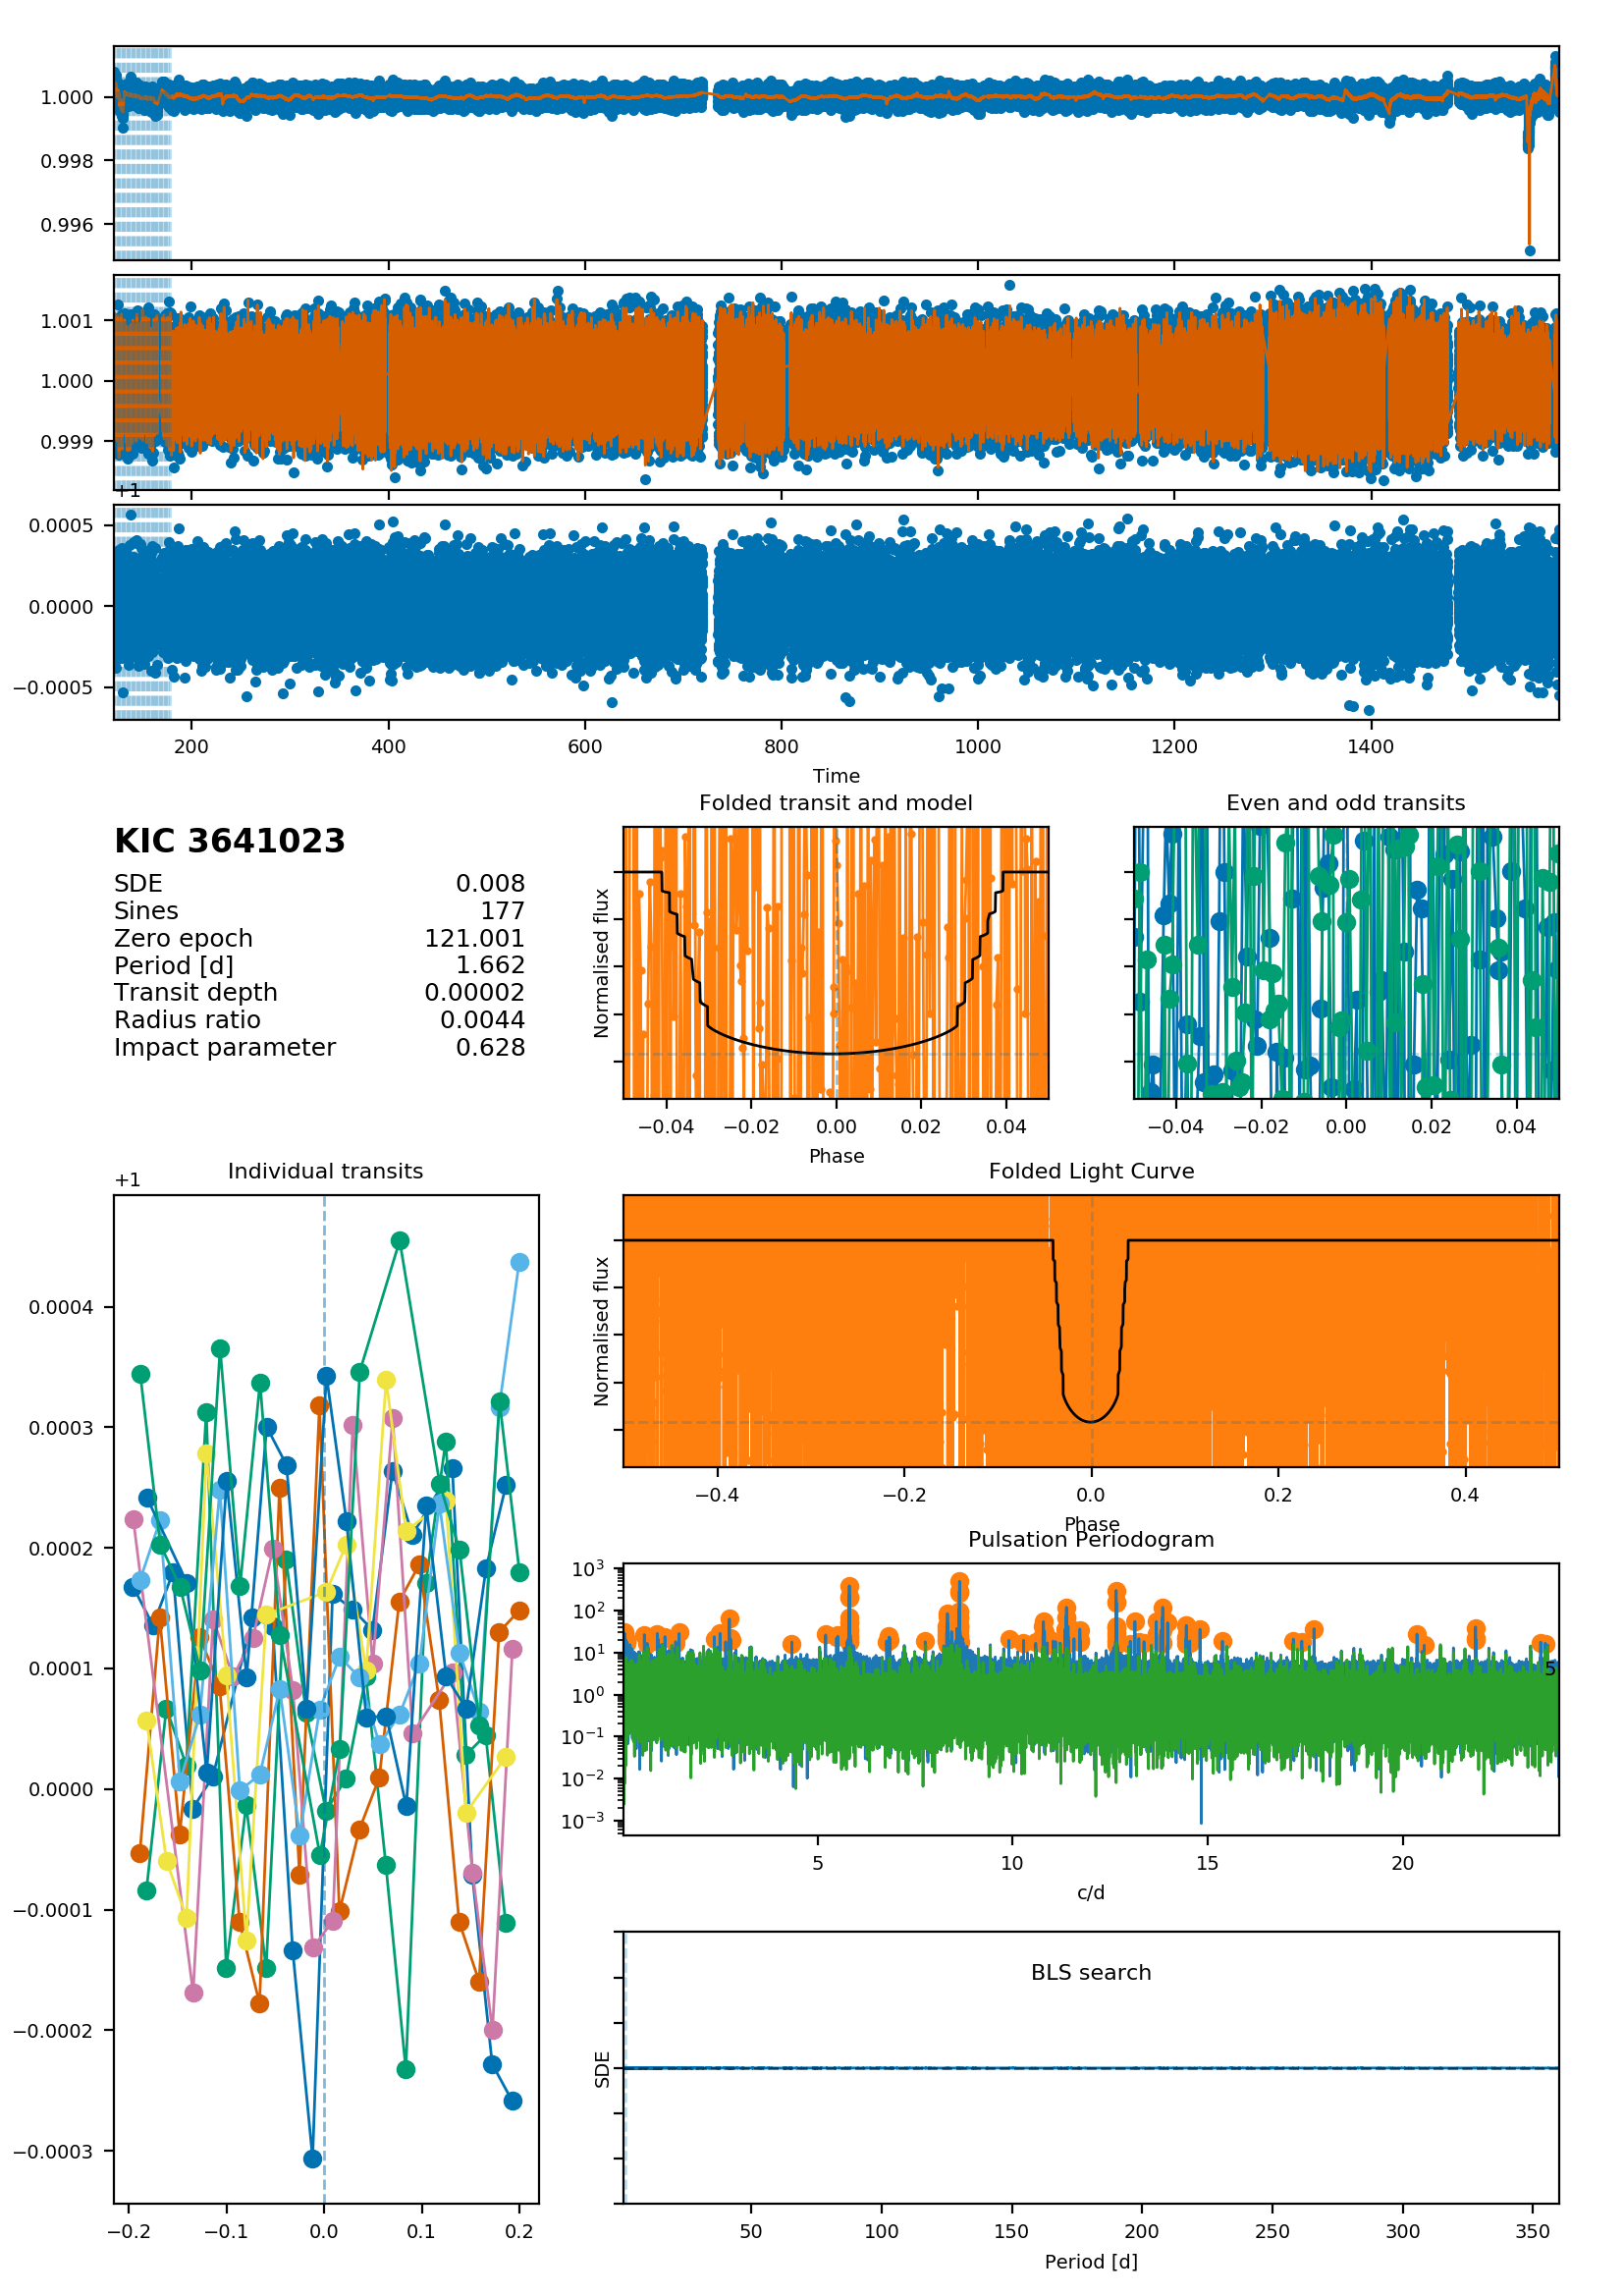 1.000
0.998
0.996
1.001
1.000
0.999
+1
0.0005
0.0000
−0.0005
200 400 600 800 1000 1200 1400
Time
KIC 3641023
SDE 0.008
Sines 177
Zero epoch 121.001
Period [d] 1.662
Transit depth 0.00002
Radius ratio 0.0044
Impact parameter 0.628
Folded transit and model
Normalised flux
−0.04 −0.02 0.00 0.02 0.04
Phase
Even and odd transits
−0.04 −0.02 0.00 0.02 0.04
Individual transits
+1
0.0004
0.0003
0.0002
0.0001
0.0000
−0.0001
−0.0002
−0.0003
−0.2 −0.1 0.0 0.1 0.2
Folded Light Curve
Normalised flux
−0.4 −0.2 0.0 0.2 0.4
Phase
Pulsation Periodogram
10³
10²
10¹
10⁰
10⁻¹
10⁻²
10⁻³
5
5 10 15 20
c/d
BLS search
SDE
50 100 150 200 250 300 350
Period [d]